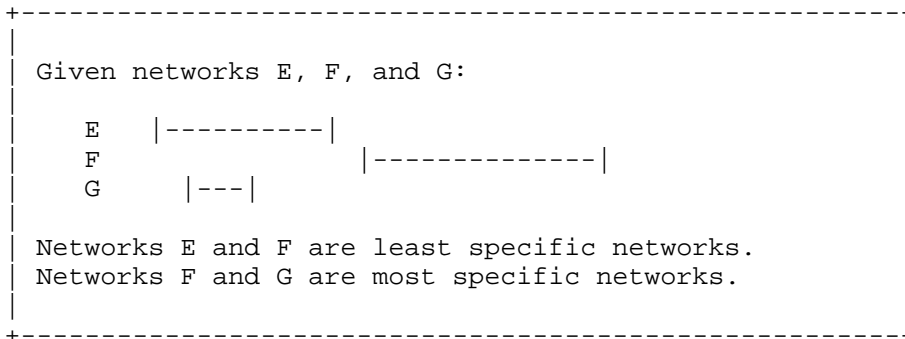 +------------------------------------------------------------
|
| Given networks E, F, and G:
|
|    E   |----------|
|    F                |--------------|
|    G     |---|
|
| Networks E and F are least specific networks.
| Networks F and G are most specific networks.
|
+------------------------------------------------------------